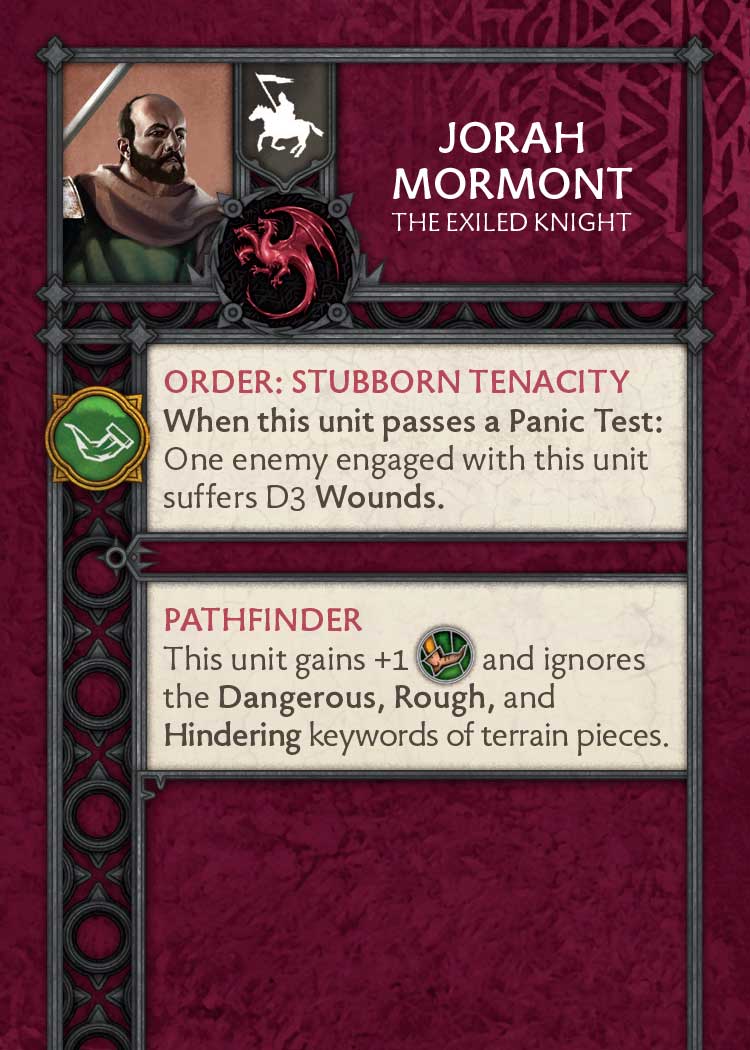 JORAH
MORMONT
THE EXILED KNIGHT
ORDER: STUBBORN TENACITY
When this unit passes a Panic Test:
One enemy engaged with this unit
suffers D3 Wounds.
PATHFINDER
This unit gains +1 and ignores
the Dangerous, Rough, and
Hindering keywords of terrain pieces.